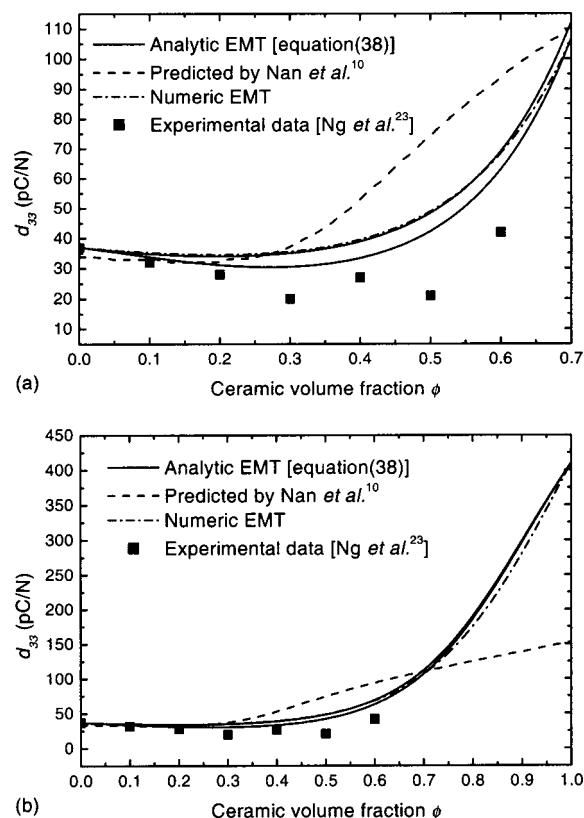 110
100
90
80
70
60
50
40
30
20
10
d33 (pC/N)
Analytic EMT [equation(38)]
Predicted by Nan et al.10
Numeric EMT
Experimental data [Ng et al.23]
0.0 0.1 0.2 0.3 0.4 0.5 0.6 0.7
(a)
Ceramic volume fraction ϕ
450
400
350
300
250
200
150
100
50
0
d33 (pC/N)
Analytic EMT [equation(38)]
Predicted by Nan et al.10
Numeric EMT
Experimental data [Ng et al.23]
0.0 0.1 0.2 0.3 0.4 0.5 0.6 0.7 0.8 0.9 1.0
(b)
Ceramic volume fraction ϕ